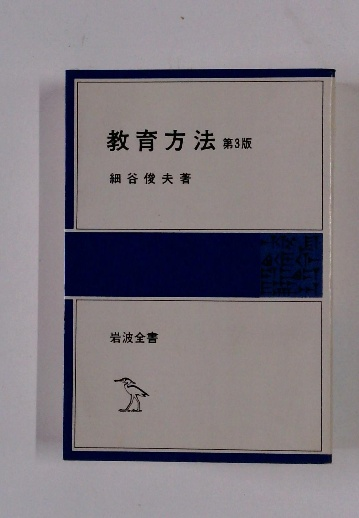 教育方法 第3版
細谷俊夫著
岩波全書